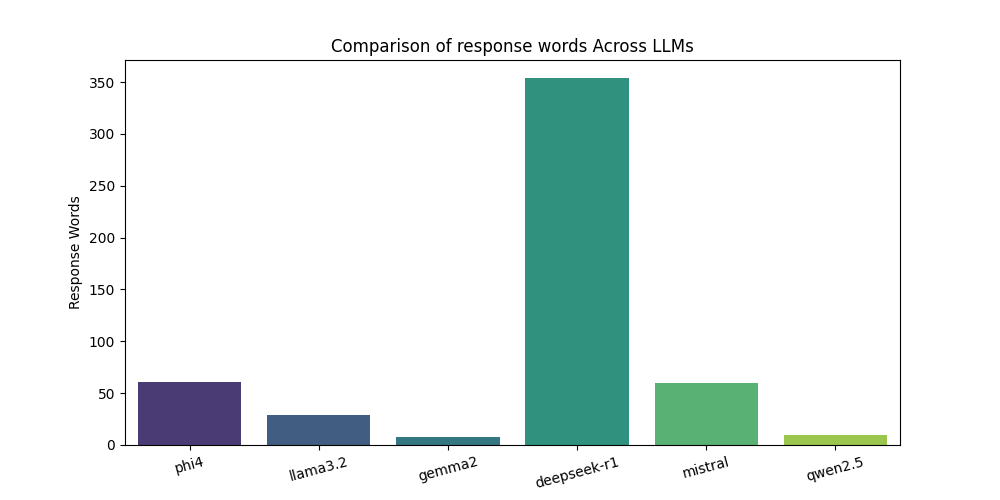 Comparison of response words Across LLMs
Response Words
350
300
250
200
150
100
50
0
phi4
llama3.2
gemma2
deepseek-r1
mistral
qwen2.5